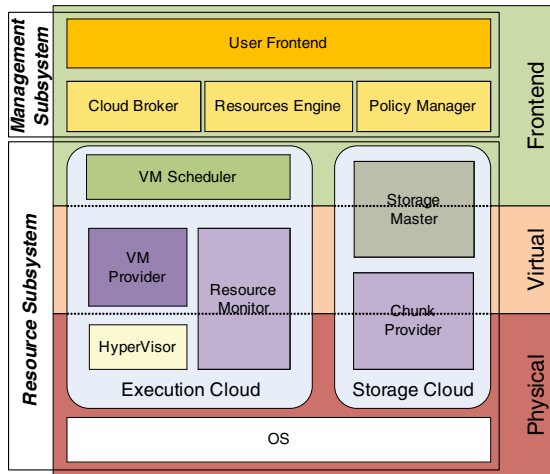 Management
Subsystem
User Frontend
Cloud Broker
Resources Engine
Policy Manager
Frontend
Resource Subsystem
VM Scheduler
Storage
Master
VM
Provider
Resource
Monitor
Virtual
Chunk
Provider
HyperVisor
Execution Cloud
Storage Cloud
Physical
OS